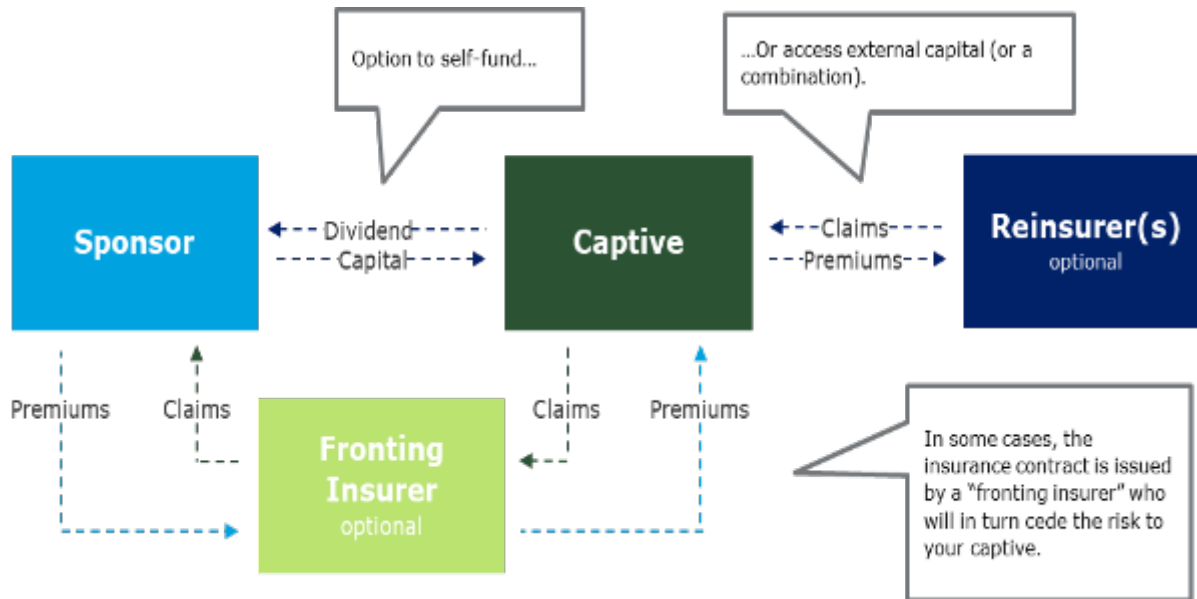 Option to self-fund...
...Or access external capital (or a
combination).
Sponsor
Dividend
Capital
Captive
Claims
Premiums
Reinsurer(s)
optional
Premiums
Claims
Claims
Premiums
Fronting
Insurer
optional
In some cases, the
insurance contract is issued
by a “fronting insurer” who
will in turn cede the risk to
your captive.